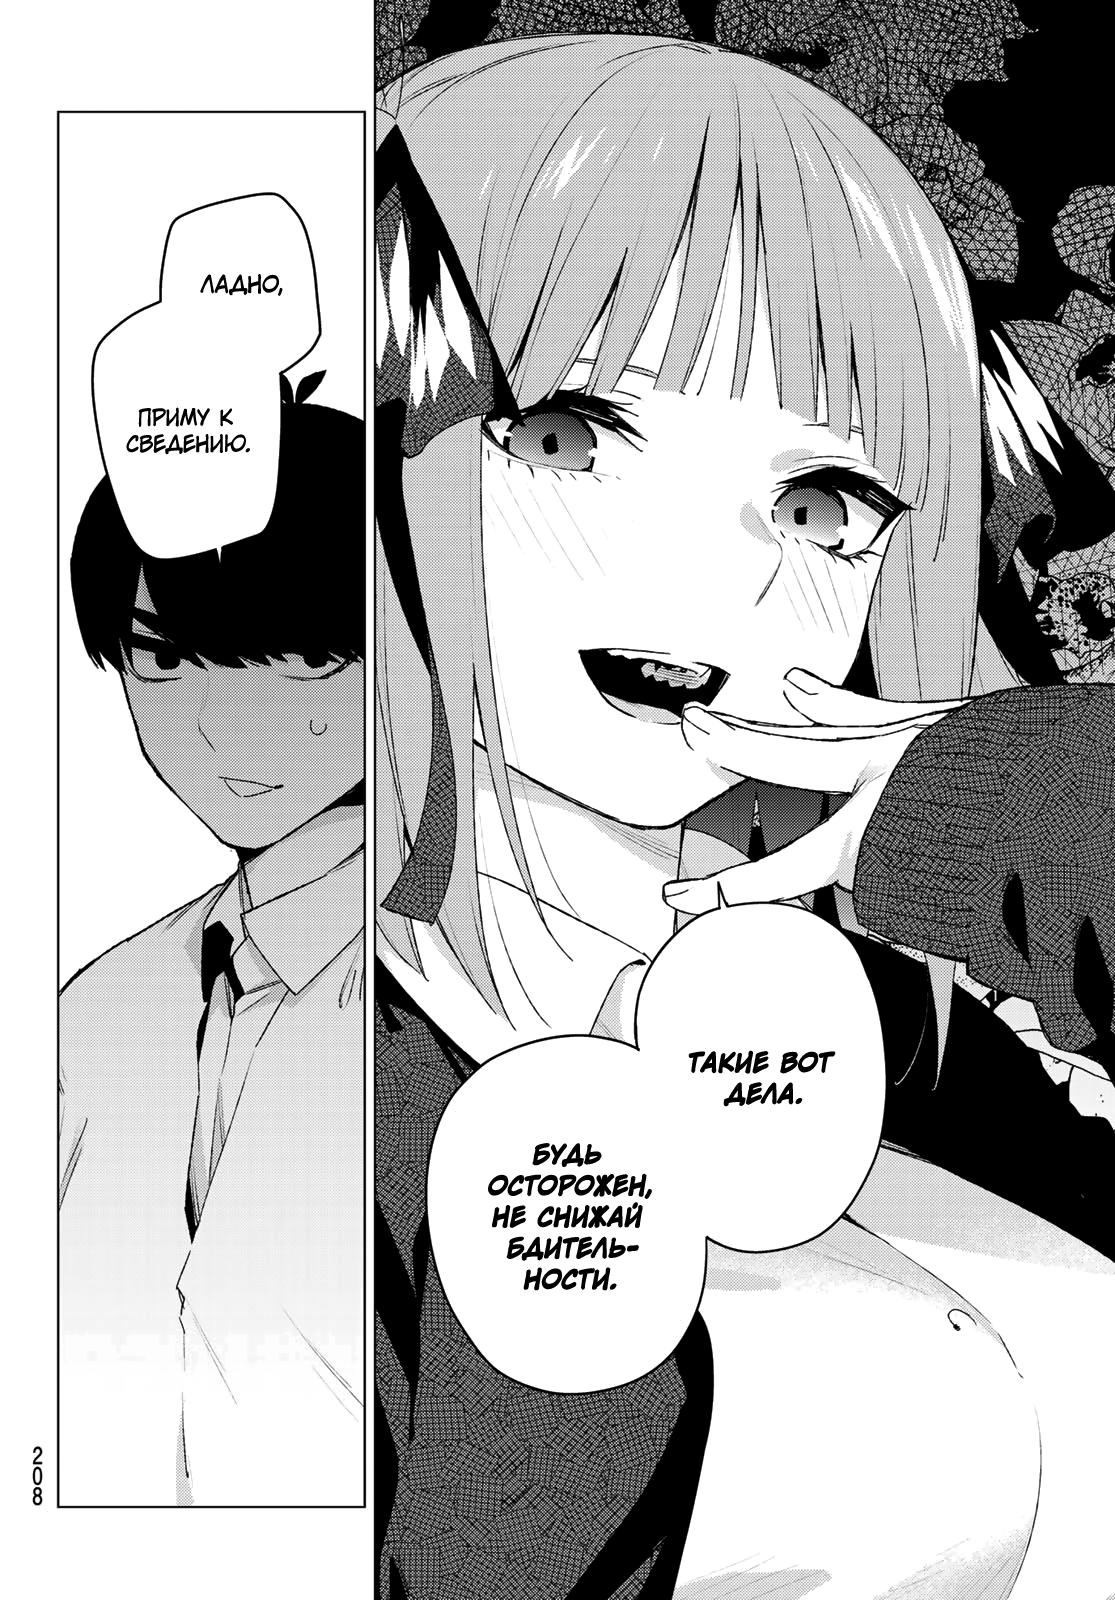 ТАКИЕ ВОТ
ДЕЛА.
БУДЬ
ОСТОРОЖЕН,
НЕ СНИЖАЙ
БДИТЕЛЬ-
НОСТИ.
ЛАДНО,
ПРИМУ К
СВЕДЕНИЮ.
208